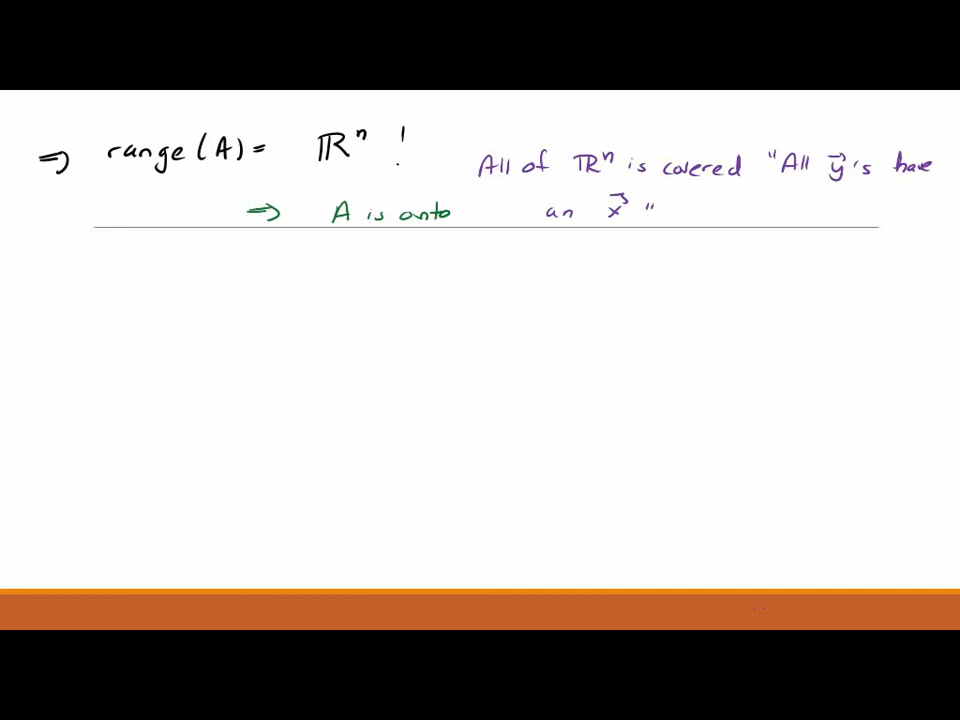 ⇒ range(A) = ℝⁿ !
All of ℝⁿ is covered "All y⃗'s have
⇒ A is onto
an x⃗ "